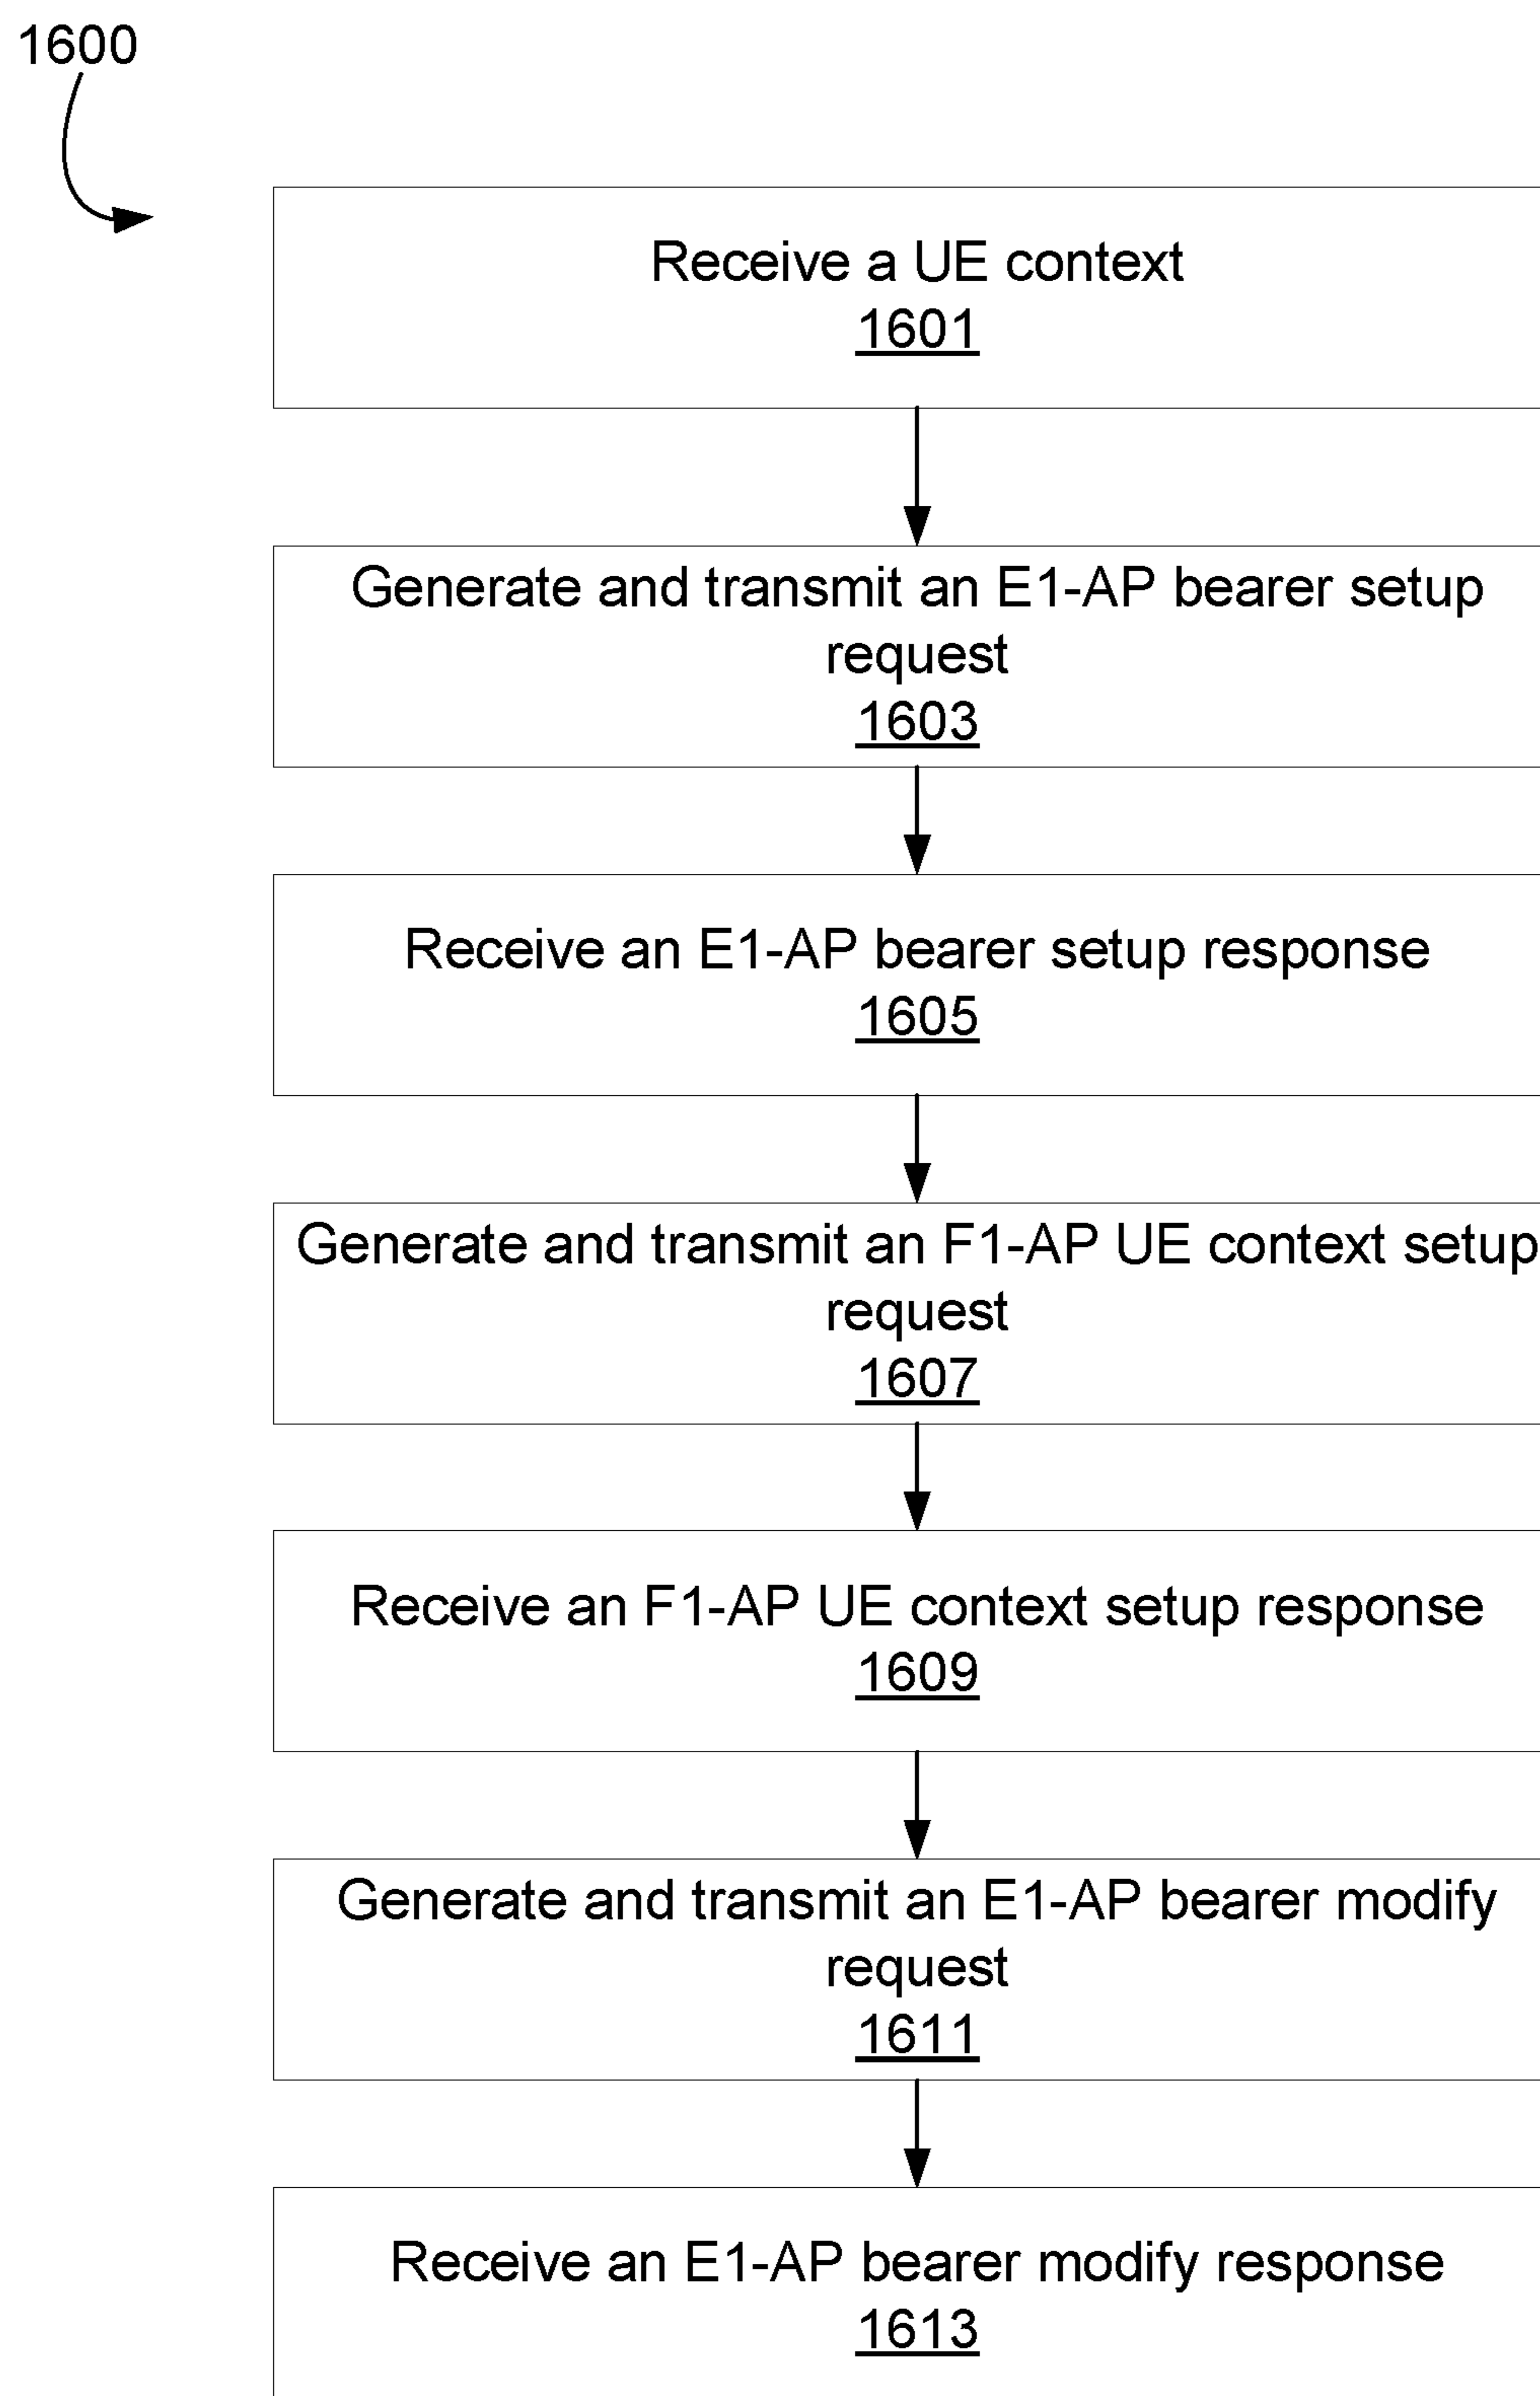 1600
Receive a UE context
1601
Generate and transmit an E1-AP bearer setup
request
1603
Receive an E1-AP bearer setup response
1605
Generate and transmit an F1-AP UE context setup
request
1607
Receive an F1-AP UE context setup response
1609
Generate and transmit an E1-AP bearer modify
request
1611
Receive an E1-AP bearer modify response
1613